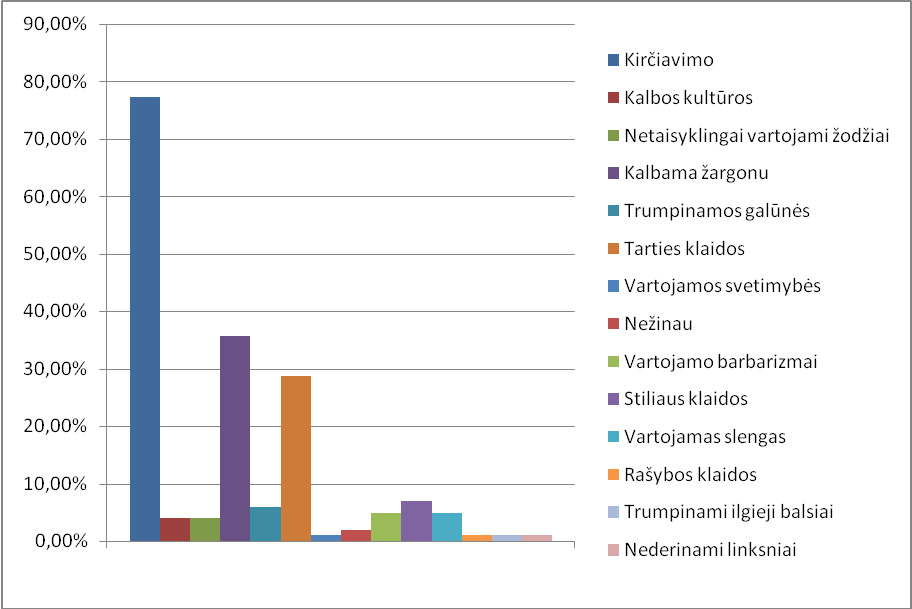 90,00%
80,00%
70,00%
60,00%
50,00%
40,00%
30,00%
20,00%
10,00%
0,00%
Kirčiavimo
Kalbos kultūros
Netaisyklingai vartojami žodžiai
Kalbama žargonu
Trumpinamos galūnės
Tarties klaidos
Vartojamos svetimybės
Nežinau
Vartojamo barbarizmai
Stiliaus klaidos
Vartojamas slengas
Rašybos klaidos
Trumpinami ilgieji balsiai
Nederinami linksniai